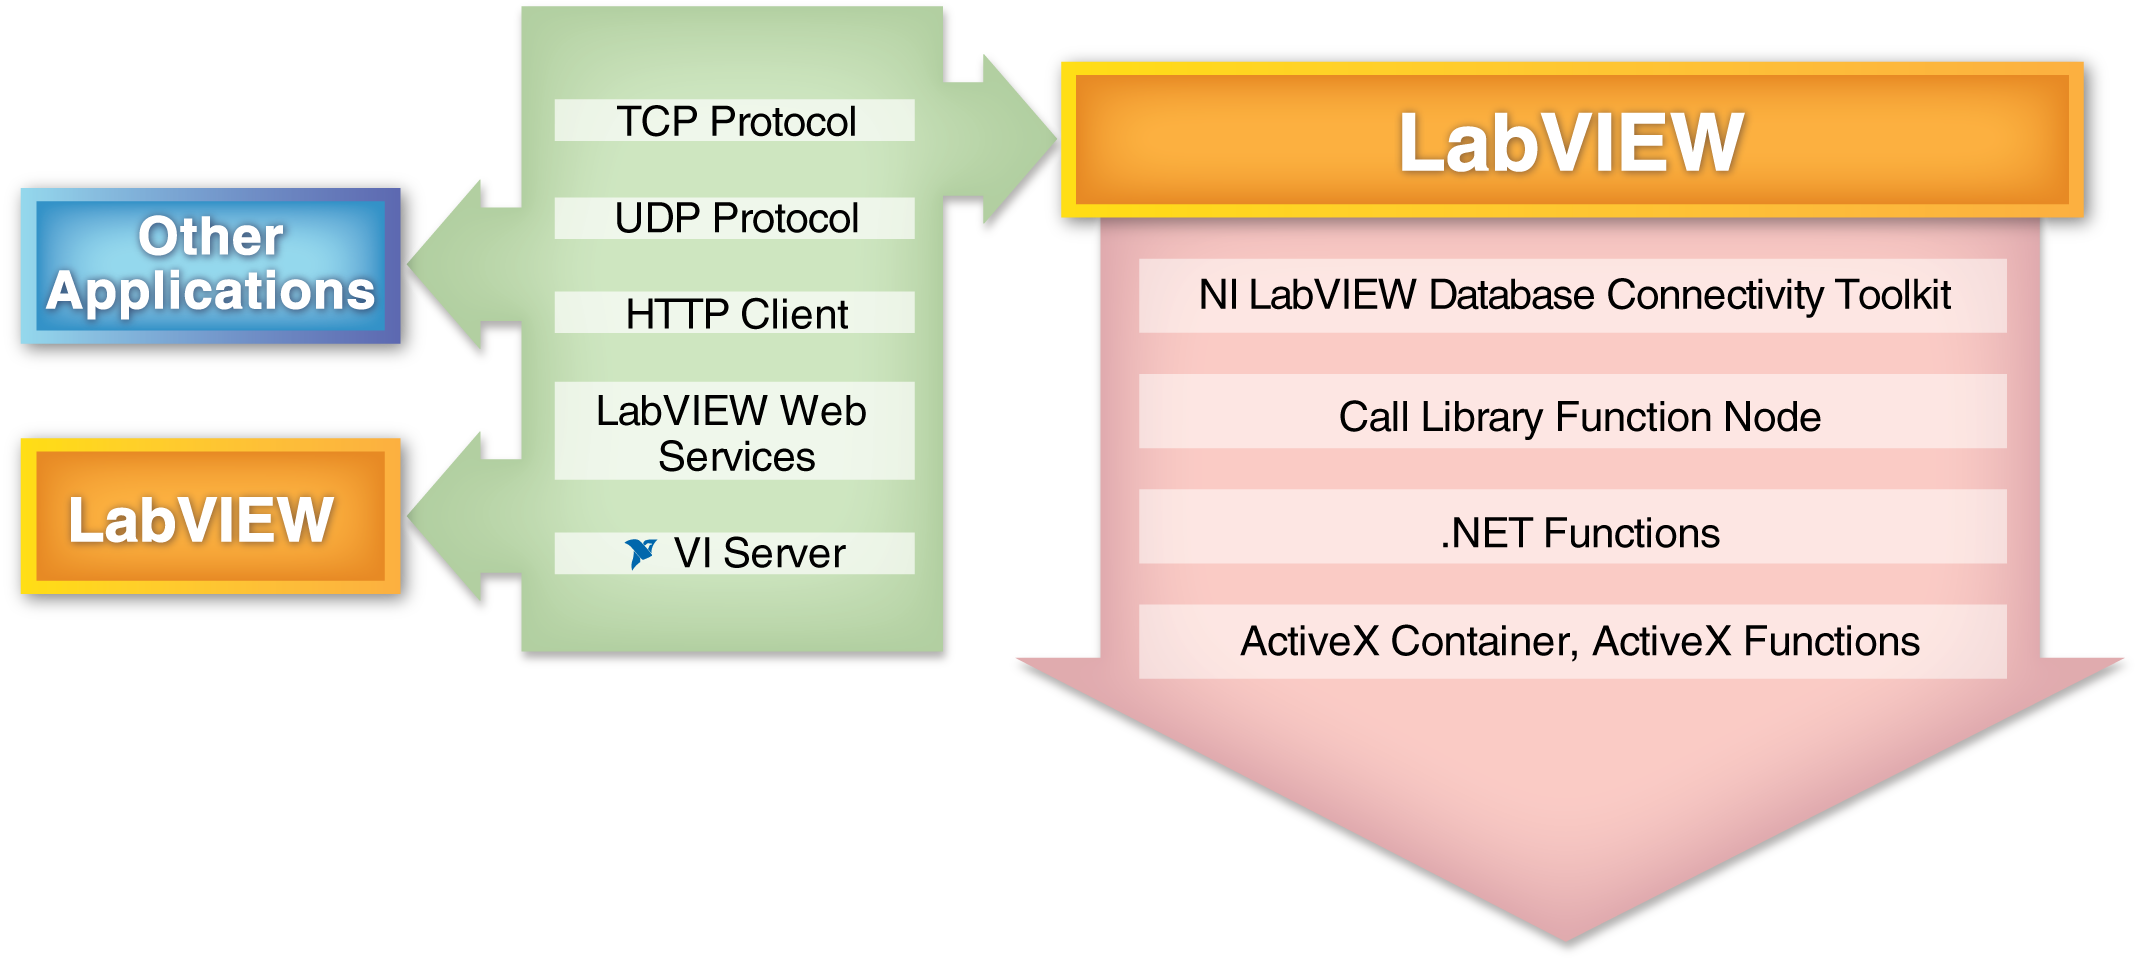 Other
Applications
LabVIEW
TCP Protocol
UDP Protocol
HTTP Client
LabVIEW Web
Services
VI Server
LabVIEW
NI LabVIEW Database Connectivity Toolkit
Call Library Function Node
.NET Functions
ActiveX Container, ActiveX Functions